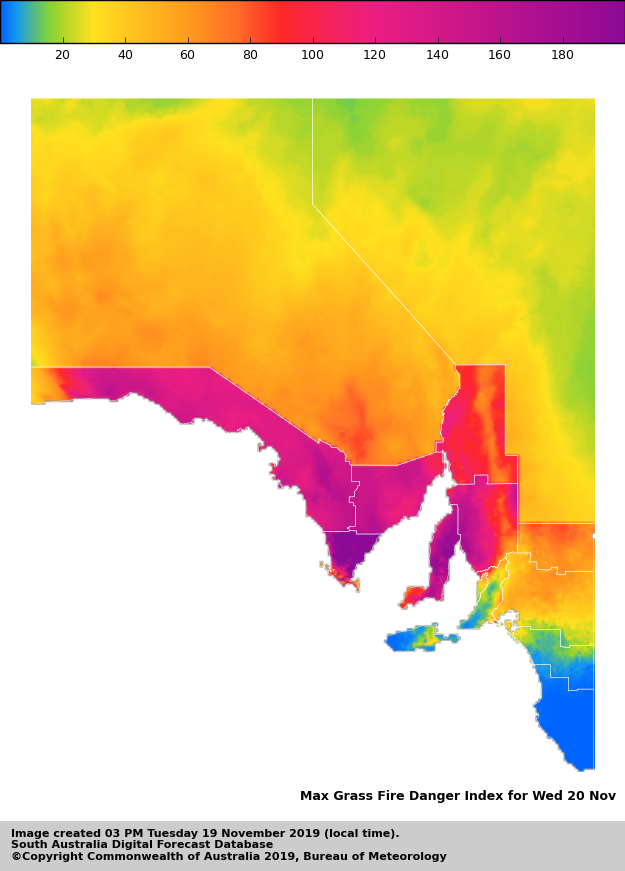 20 40 60 80 100 120 140 160 180
Max Grass Fire Danger Index for Wed 20 Nov
Image created 03 PM Tuesday 19 November 2019 (local time).
South Australia Digital Forecast Database
©Copyright Commonwealth of Australia 2019, Bureau of Meteorology